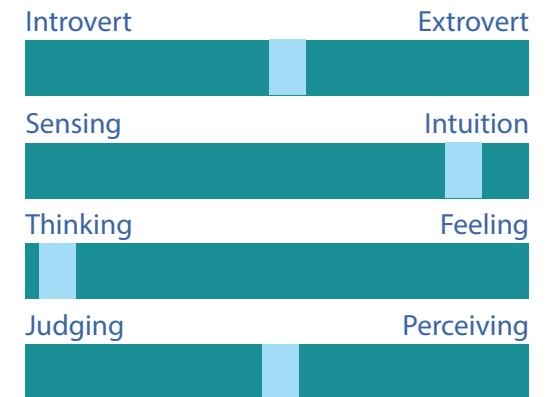 Introvert Extrovert
Sensing Intuition
Thinking Feeling
Judging Perceiving